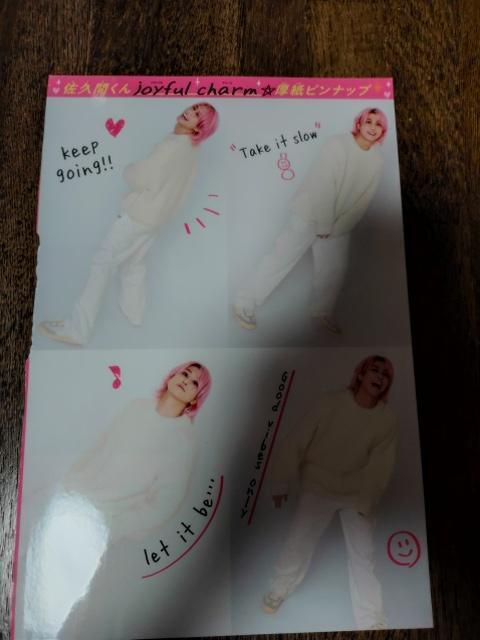 佐久間くん joyful charm☆厚紙ピンナップ
keep
going!!
"Take it slow"
let it be...
Good vibes only